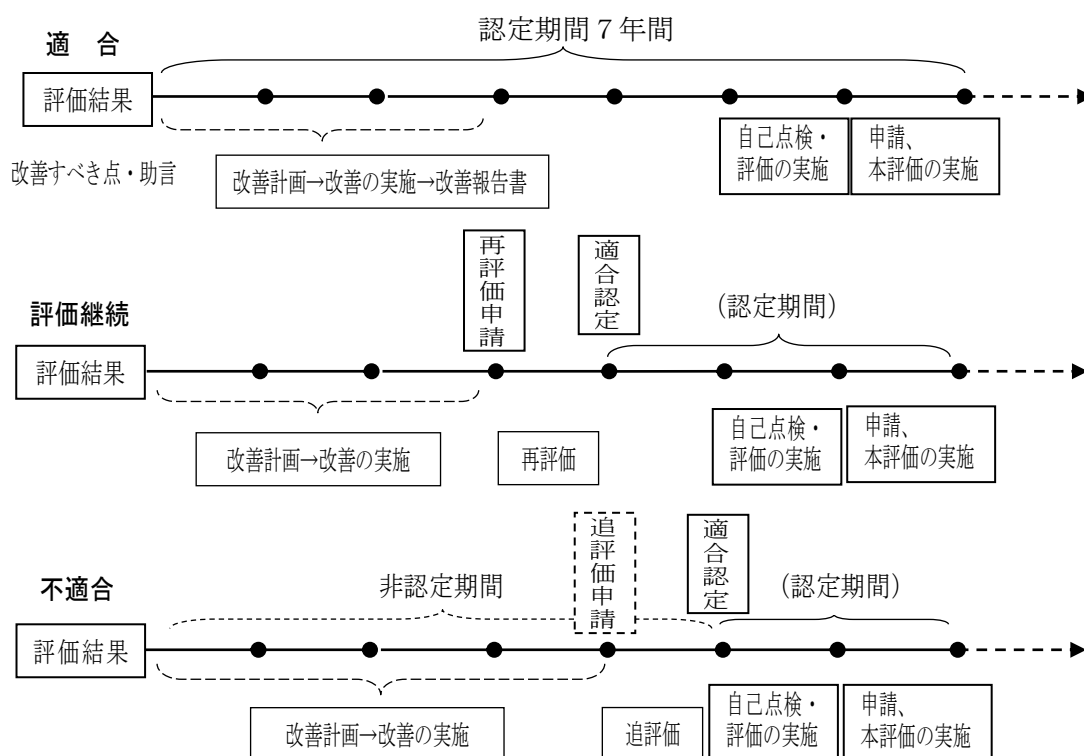 適　合
認定期間７年間
評価結果
改善すべき点・助言
改善計画→改善の実施→改善報告書
自己点検・
評価の実施
申請、
本評価の実施
評価継続
再評価申請
適合認定
(認定期間)
評価結果
改善計画→改善の実施
再評価
自己点検・
評価の実施
申請、
本評価の実施
不適合
非認定期間
追評価申請
適合認定
(認定期間)
評価結果
改善計画→改善の実施
追評価
自己点検・
評価の実施
申請、
本評価の実施